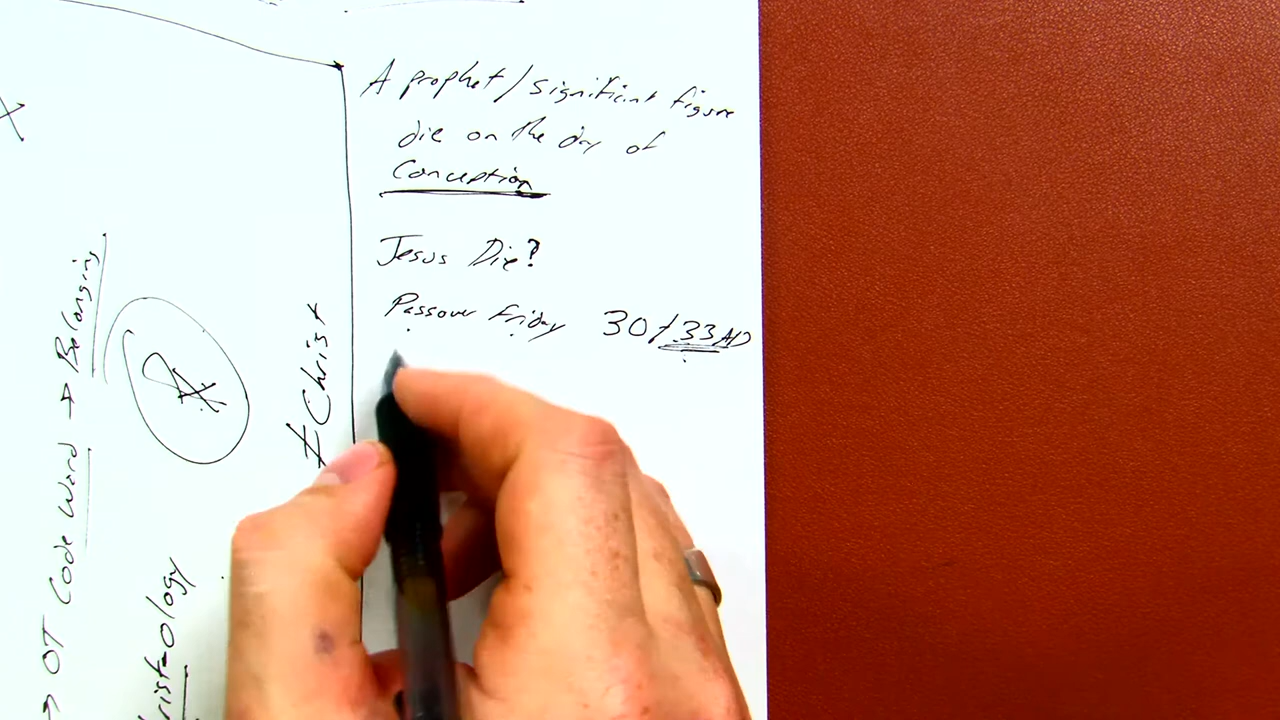 A prophet/significant figure
die on the day of
Conception
Jesus Die?
Passover Friday 30/33AD
#Christ
→ Belonging
OT Code Word
rist=ology